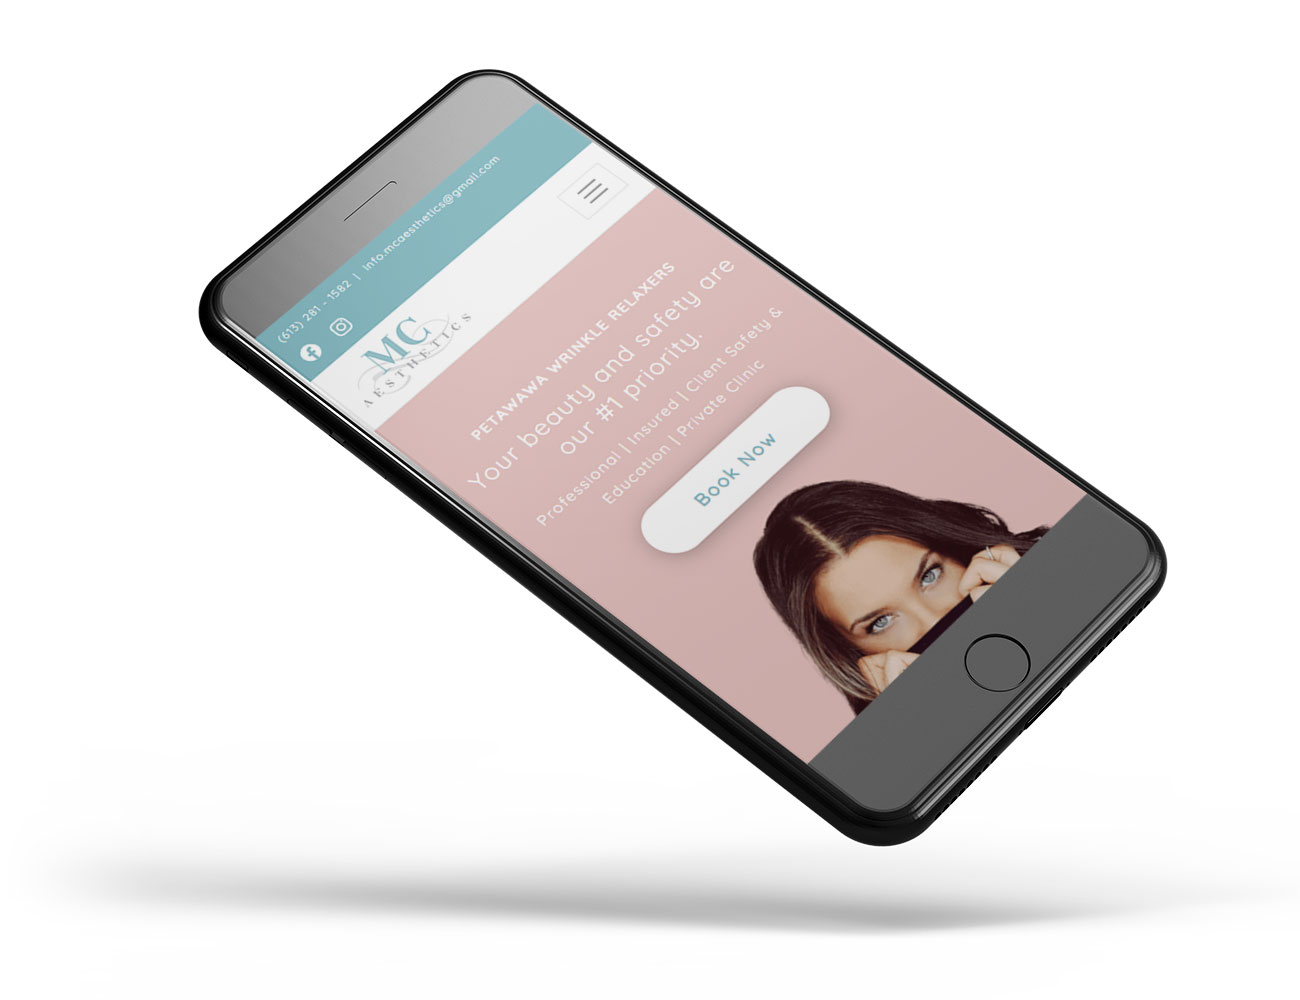 (613) 281 - 1582 | info.mcaesthetics@gmail.com
MC
AESTHETICS
PETAWAWA WRINKLE RELAXERS
Your beauty and safety are
our #1 priority.
Professional | Insured | Client Safety &
Education | Private Clinic
Book Now